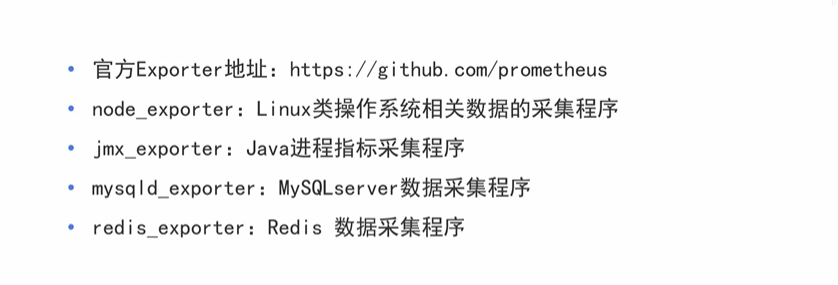 • 官方Exporter地址：https://github.com/prometheus
• node_exporter：Linux类操作系统相关数据的采集程序
• jmx_exporter：Java进程指标采集程序
• mysqld_exporter：MySQLserver数据采集程序
• redis_exporter：Redis 数据采集程序